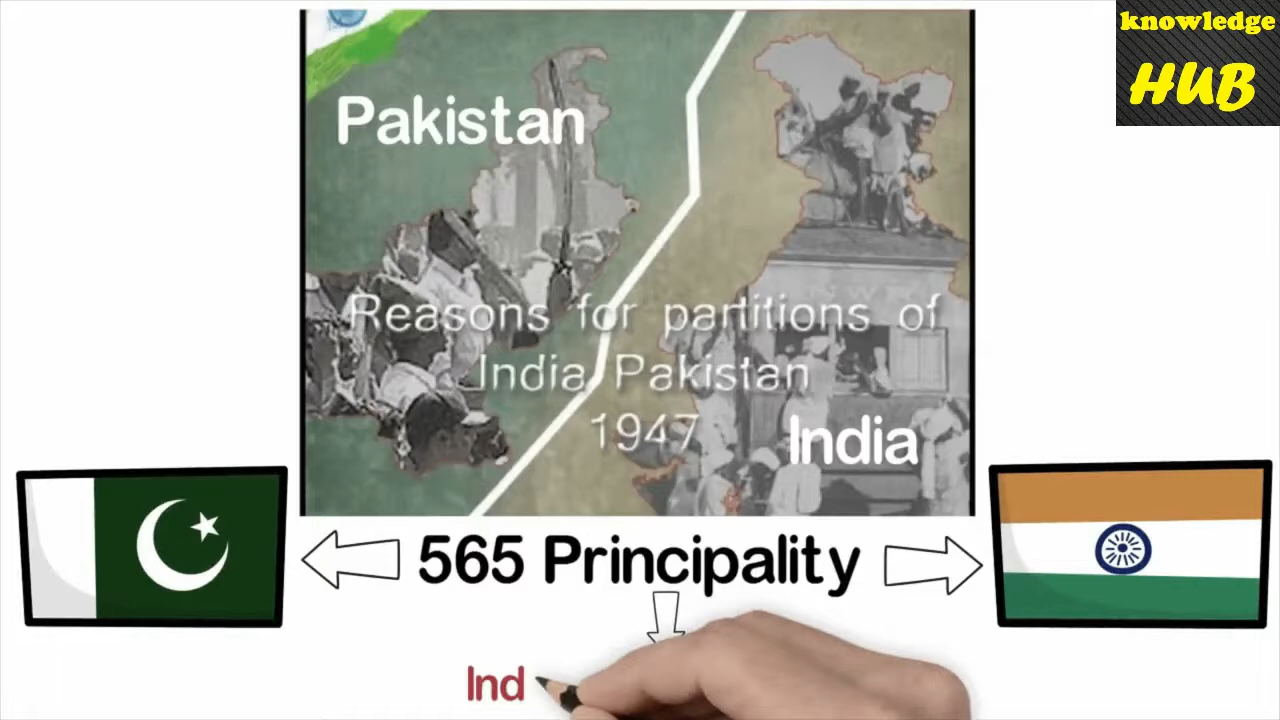 knowledge
HUB
Pakistan
Reasons for partitions of
India Pakistan
1947
India
565 Principality
Ind